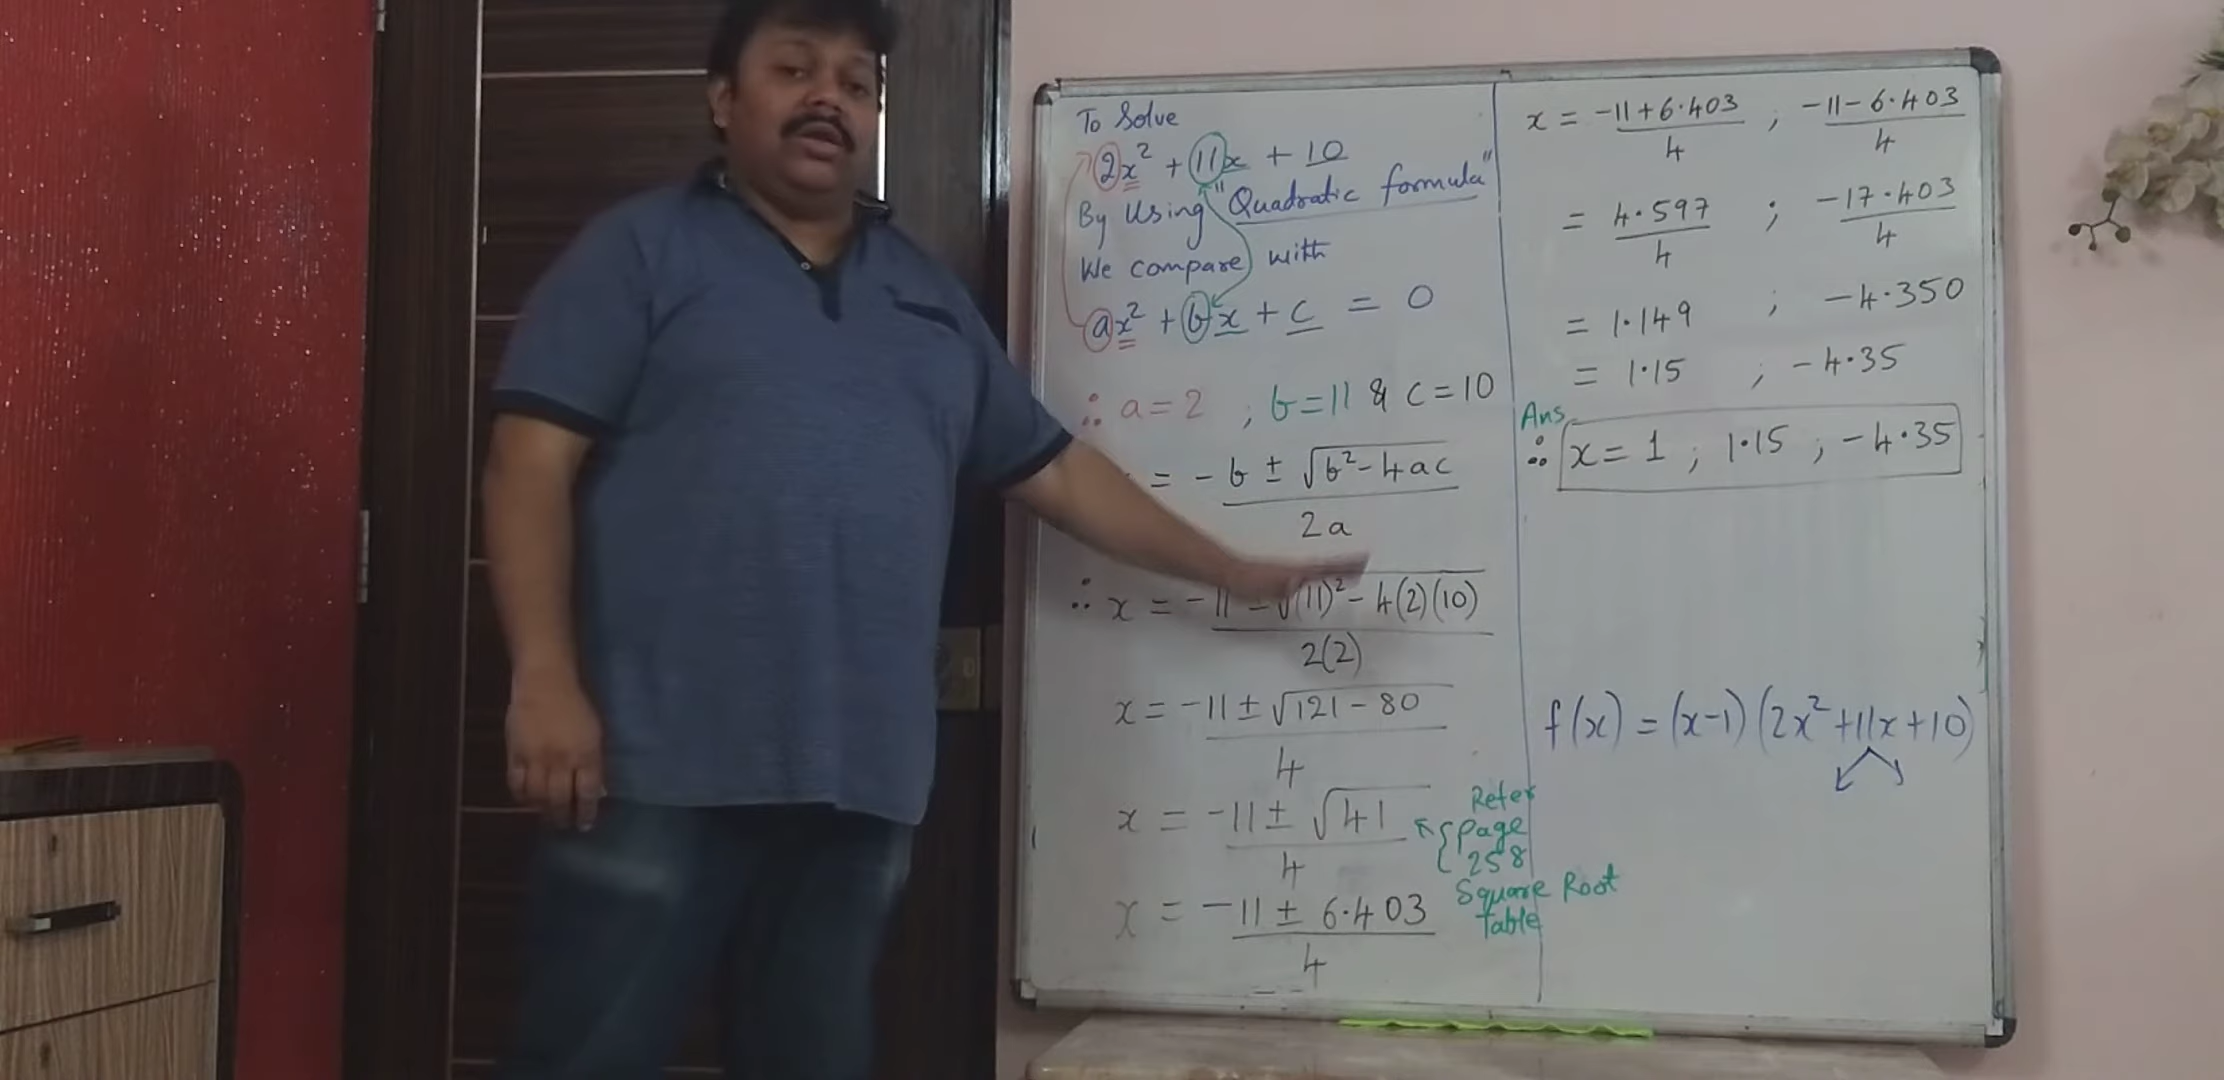 To Solve
2x² + 11x + 10
By Using "Quadratic formula"
We compare with
ax² + bx + c = 0
∴ a = 2 , b = 11 & c = 10
= -b ± √b² - 4ac
2a
∴ x = -11 ± √(11)² - 4(2)(10)
2(2)
x = -11 ± √121 - 80
4
x = -11 ± √41
4
Refer
Page
258
Square Root
Table
x = -11 ± 6.403
4
x = -11 + 6.403 ; -11 - 6.403
4 4
= 4.597 ; -17.403
4 4
= 1.149 ; -4.350
= 1.15 ; -4.35
Ans
∴ x = 1 ; 1.15 ; -4.35
f(x) = (x-1) (2x² + 11x + 10)